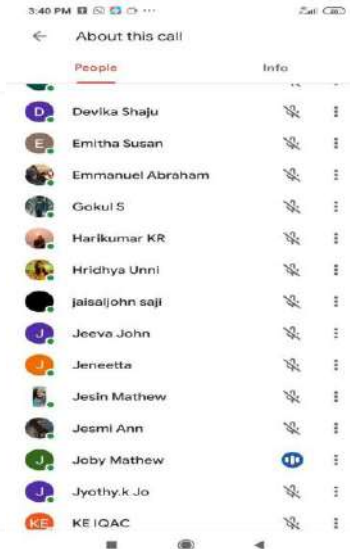 3:40 PM
About this call
People Info
D Devika Shaju
E Emitha Susan
Emmanuel Abraham
Gokul S
Harikumar KR
Hridhya Unni
jaisaljohn saji
J Jeeva John
J Jeneetta
Jesin Mathew
Jesmi Ann
J Joby Mathew
J Jyothy.k Jo
KE KE IQAC